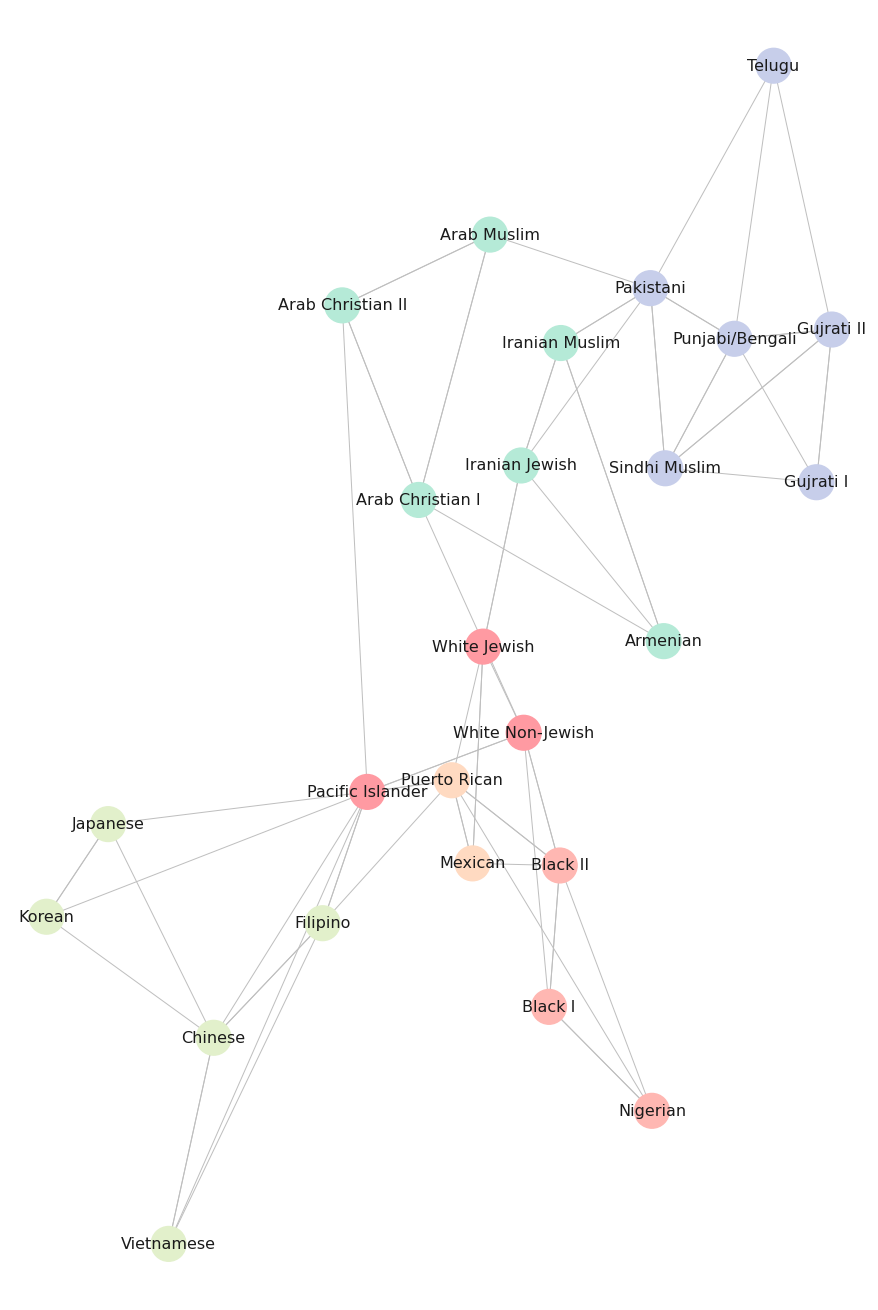 Telugu
Arab Muslim
Pakistani
Arab Christian II
Gujrati II
Punjabi/Bengali
Iranian Muslim
Iranian Jewish
Sindhi Muslim
Gujrati I
Arab Christian I
Armenian
White Jewish
White Non-Jewish
Puerto Rican
Pacific Islander
Japanese
Mexican
Black II
Korean
Filipino
Black I
Chinese
Nigerian
Vietnamese